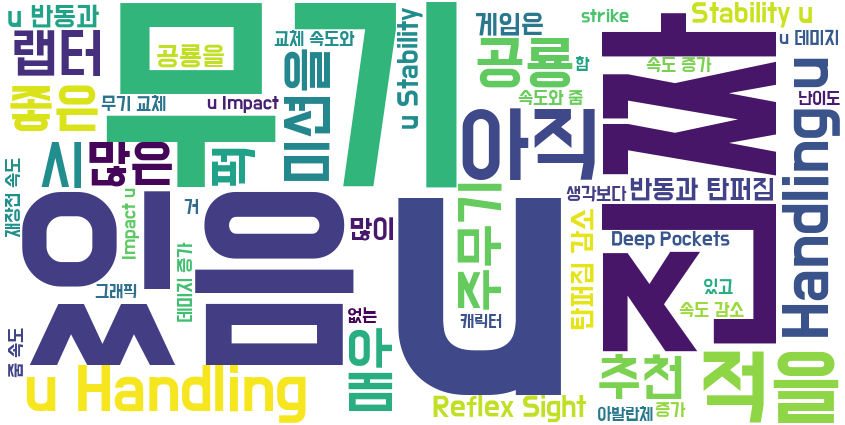 u 반동과
무기
게임은
strike
Stability u
랩터
공룡을
교체 속도와
u Stability
공룡
함
속도 증가
u 데미지
좋은
무기 교체
u Impact
미션을
속도와 줌
난이도
시
많은
퍽
아직
전차
Handling u
재장전 속도
Impact u
있음
거
많이
u
주무기
생각보다
반동과 탄퍼짐
탄퍼짐 감소
Deep Pockets
데미지 증가
그래픽
없는
캐릭터
있고
속도 감소
줌 속도
매우
u Handling
Reflex Sight
추천
적을
아발란체
증가